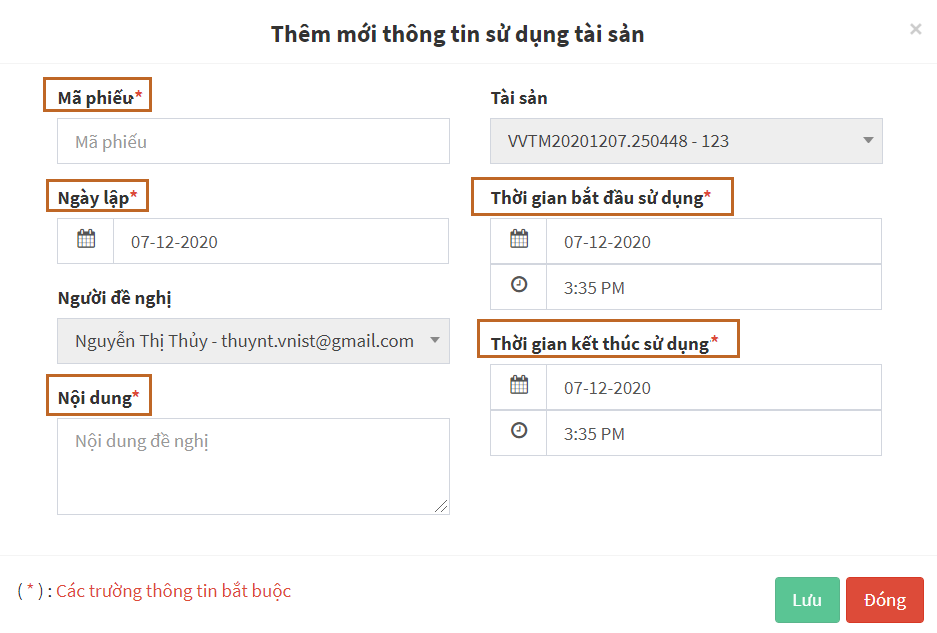 Thêm mới thông tin sử dụng tài sản
×
Mã phiếu*
Mã phiếu
Ngày lập*
07-12-2020
Người đề nghị
Nguyễn Thị Thủy - thuynt.vnist@gmail.com
Nội dung*
Nội dung đề nghị
Tài sản
VVTM20201207.250448 - 123
Thời gian bắt đầu sử dụng*
07-12-2020
3:35 PM
Thời gian kết thúc sử dụng*
07-12-2020
3:35 PM
( * ) : Các trường thông tin bắt buộc
Lưu
Đóng